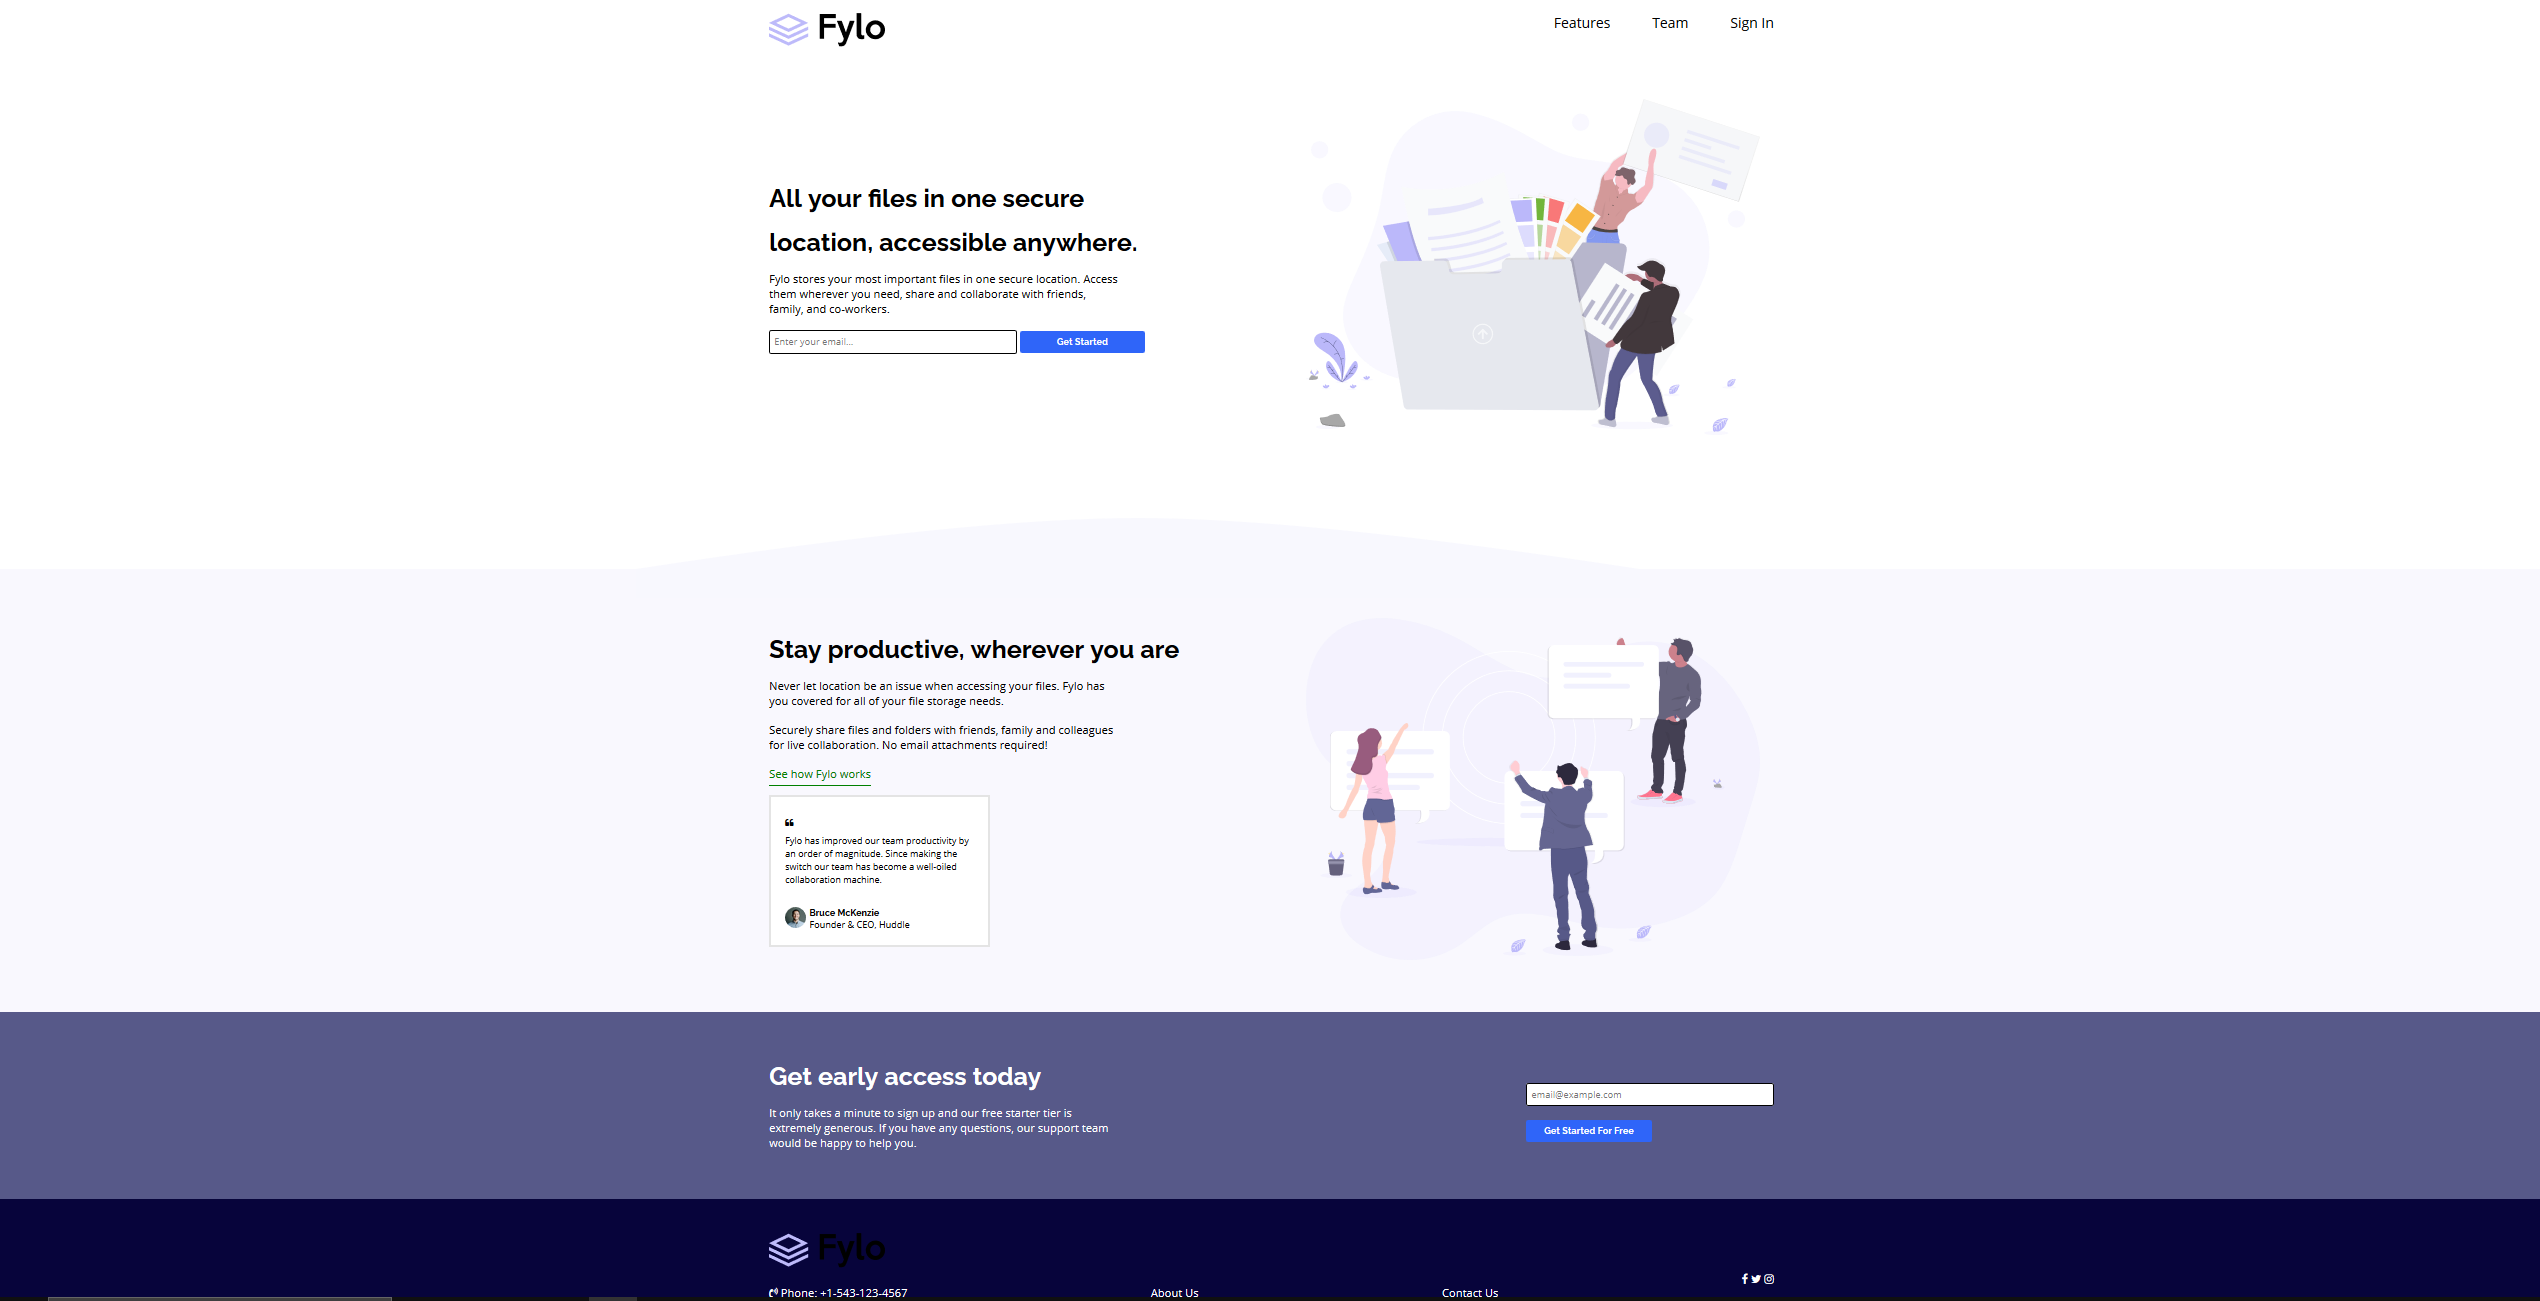 Fylo
Features
Team
Sign In
All your files in one secure
location, accessible anywhere.
Fylo stores your most important files in one secure location. Access
them wherever you need, share and collaborate with friends,
family, and co-workers.
Enter your email...
Get Started
Stay productive, wherever you are
Never let location be an issue when accessing your files. Fylo has
you covered for all of your file storage needs.
Securely share files and folders with friends, family and colleagues
for live collaboration. No email attachments required!
See how Fylo works
“
Fylo has improved our team productivity by
an order of magnitude. Since making the
switch our team has become a well-oiled
collaboration machine.
Bruce McKenzie
Founder & CEO, Huddle
Get early access today
It only takes a minute to sign up and our free starter tier is
extremely generous. If you have any questions, our support team
would be happy to help you.
email@example.com
Get Started For Free
Fylo
Phone: +1-543-123-4567
About Us
Contact Us